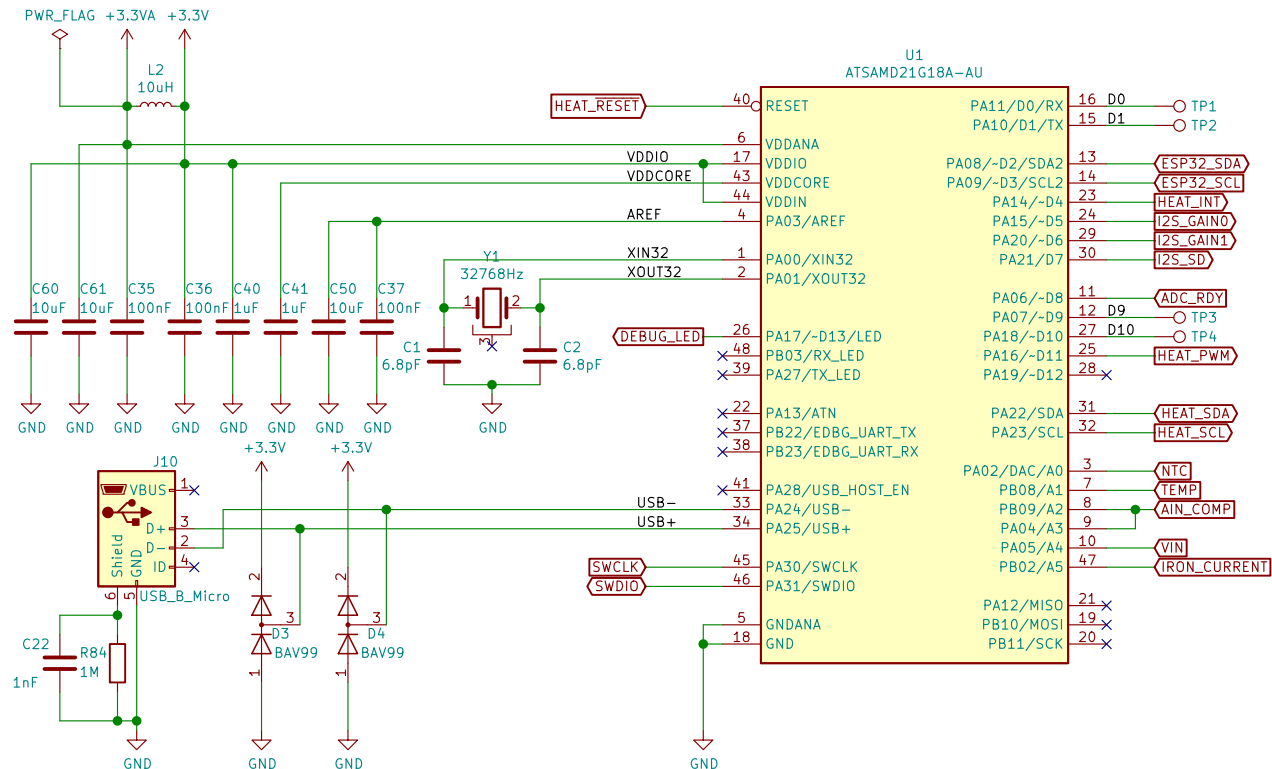 PWR_FLAG +3.3VA +3.3V
L2
10uH
C60 C61 C35 C36 C40 C41 C50 C37
10uF 10uF 100nF 100nF 1uF 1uF 10uF 100nF
GND GND GND GND GND GND GND GND
Y1
32768Hz
1 2
3
C1
6.8pF
C2
6.8pF
GND
VDDIO
VDDCORE
AREF
XIN32
XOUT32
USB-
USB+
U1
ATSAMD21G18A-AU
HEAT_RESET 40 RESET
6 VDDANA
17 VDDIO
43 VDDCORE
44 VDDIN
4 PA03/AREF
1 PA00/XIN32
2 PA01/XOUT32
DEBUG_LED 26 PA17/~D13/LED
48 PB03/RX_LED
39 PA27/TX_LED
22 PA13/ATN
37 PB22/EDBG_UART_TX
38 PB23/EDBG_UART_RX
41 PA28/USB_HOST_EN
33 PA24/USB-
34 PA25/USB+
SWCLK 45 PA30/SWCLK
SWDIO 46 PA31/SWDIO
5 GNDANA
18 GND
GND
PA11/D0/RX 16 D0 TP1
PA10/D1/TX 15 D1 TP2
PA08/~D2/SDA2 13 ESP32_SDA
PA09/~D3/SCL2 14 ESP32_SCL
PA14/~D4 23 HEAT_INT
PA15/~D5 24 I2S_GAIN0
PA20/~D6 29 I2S_GAIN1
PA21/D7 30 I2S_SD
PA06/~D8 11 ADC_RDY
PA07/~D9 12 D9 TP3
PA18/~D10 27 D10 TP4
PA16/~D11 25 HEAT_PWM
PA19/~D12 28
PA22/SDA 31 HEAT_SDA
PA23/SCL 32 HEAT_SCL
PA02/DAC/A0 3 NTC
PB08/A1 7 TEMP
PB09/A2 8 AIN_COMP
PA04/A3 9
PA05/A4 10 VIN
PB02/A5 47 IRON_CURRENT
PA12/MISO 21
PB10/MOSI 19
PB11/SCK 20
J10
VBUS 1
D+ 3
D- 2
ID 4
Shield GND
6 5
USB_B_Micro
C22
1nF
R84
1M
GND
+3.3V +3.3V
2 2
3 3
D3 D4
BAV99 BAV99
1 1
GND GND